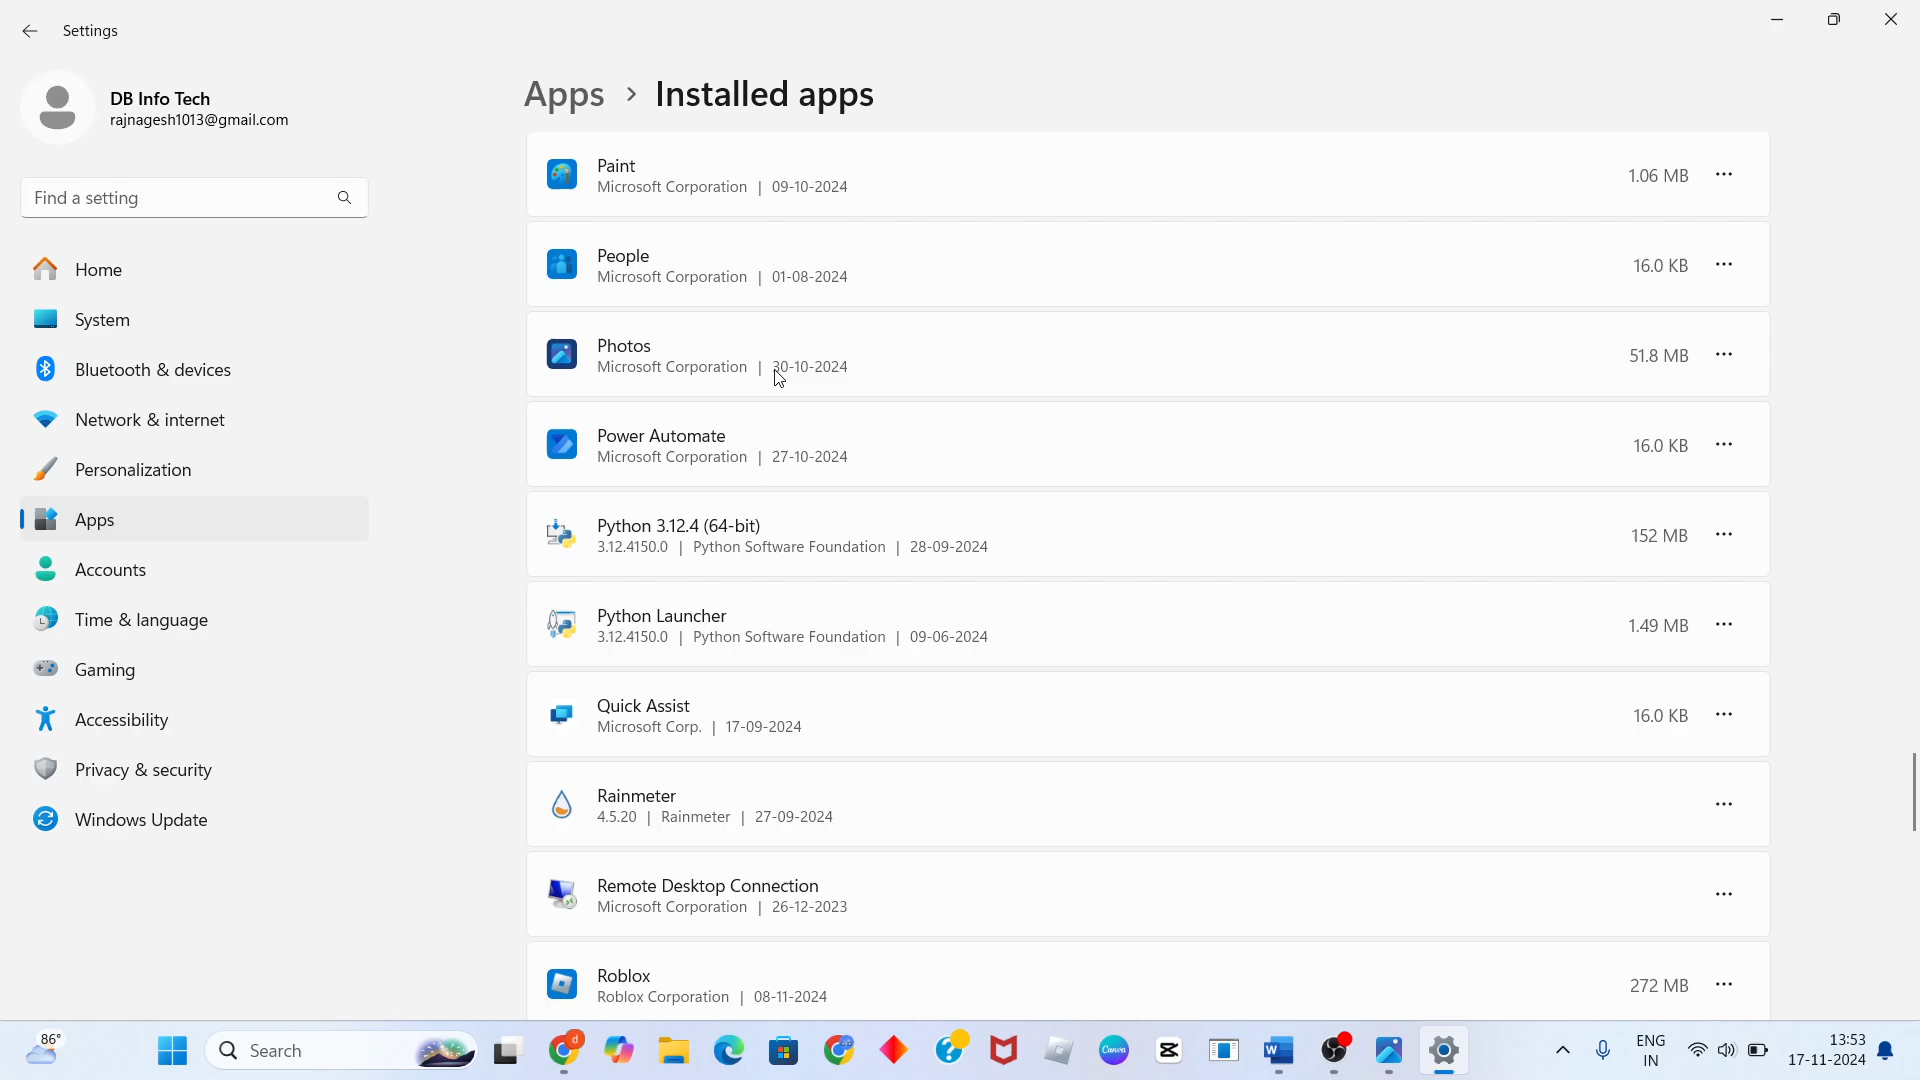 Settings
DB Info Tech
rajnagesh1013@gmail.com
Find a setting
Home
System
Bluetooth & devices
Network & internet
Personalization
Apps
Accounts
Time & language
Gaming
Accessibility
Privacy & security
Windows Update
Apps > Installed apps
Paint
Microsoft Corporation | 09-10-2024
1.06 MB
People
Microsoft Corporation | 01-08-2024
16.0 KB
Photos
Microsoft Corporation | 30-10-2024
51.8 MB
Power Automate
Microsoft Corporation | 27-10-2024
16.0 KB
Python 3.12.4 (64-bit)
3.12.4150.0 | Python Software Foundation | 28-09-2024
152 MB
Python Launcher
3.12.4150.0 | Python Software Foundation | 09-06-2024
1.49 MB
Quick Assist
Microsoft Corp. | 17-09-2024
16.0 KB
Rainmeter
4.5.20 | Rainmeter | 27-09-2024
Remote Desktop Connection
Microsoft Corporation | 26-12-2023
Roblox
Roblox Corporation | 08-11-2024
272 MB
86°
Search
d
Canva
W
ENG
IN
13:53
17-11-2024